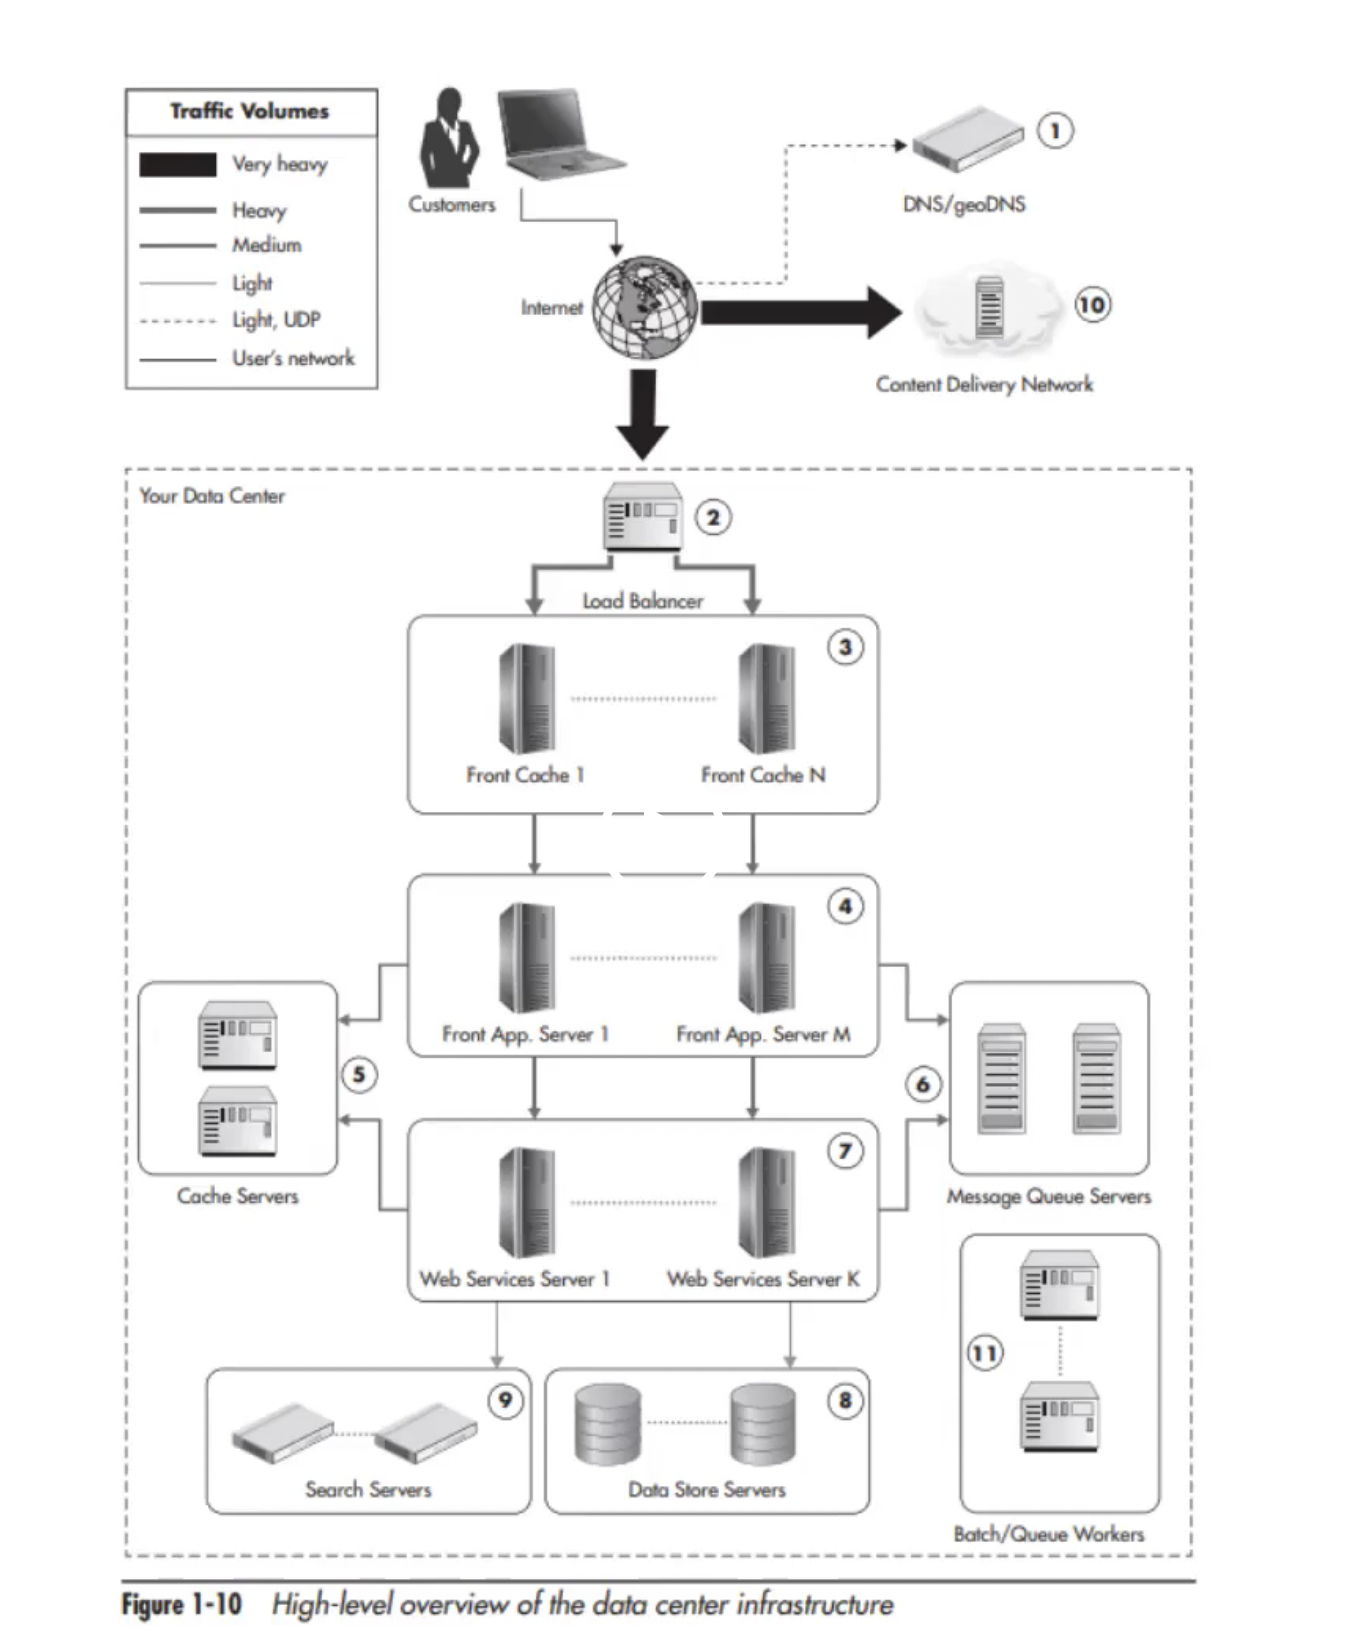 Traffic Volumes
Very heavy
Heavy
Medium
Light
Light, UDP
User's network
Customers
1
DNS/geoDNS
Internet
10
Content Delivery Network
Your Data Center
2
Load Balancer
3
Front Cache 1
Front Cache N
4
Front App. Server 1
Front App. Server M
5
Cache Servers
6
Message Queue Servers
7
Web Services Server 1
Web Services Server K
9
Search Servers
8
Data Store Servers
11
Batch/Queue Workers
Figure 1-10 High-level overview of the data center infrastructure